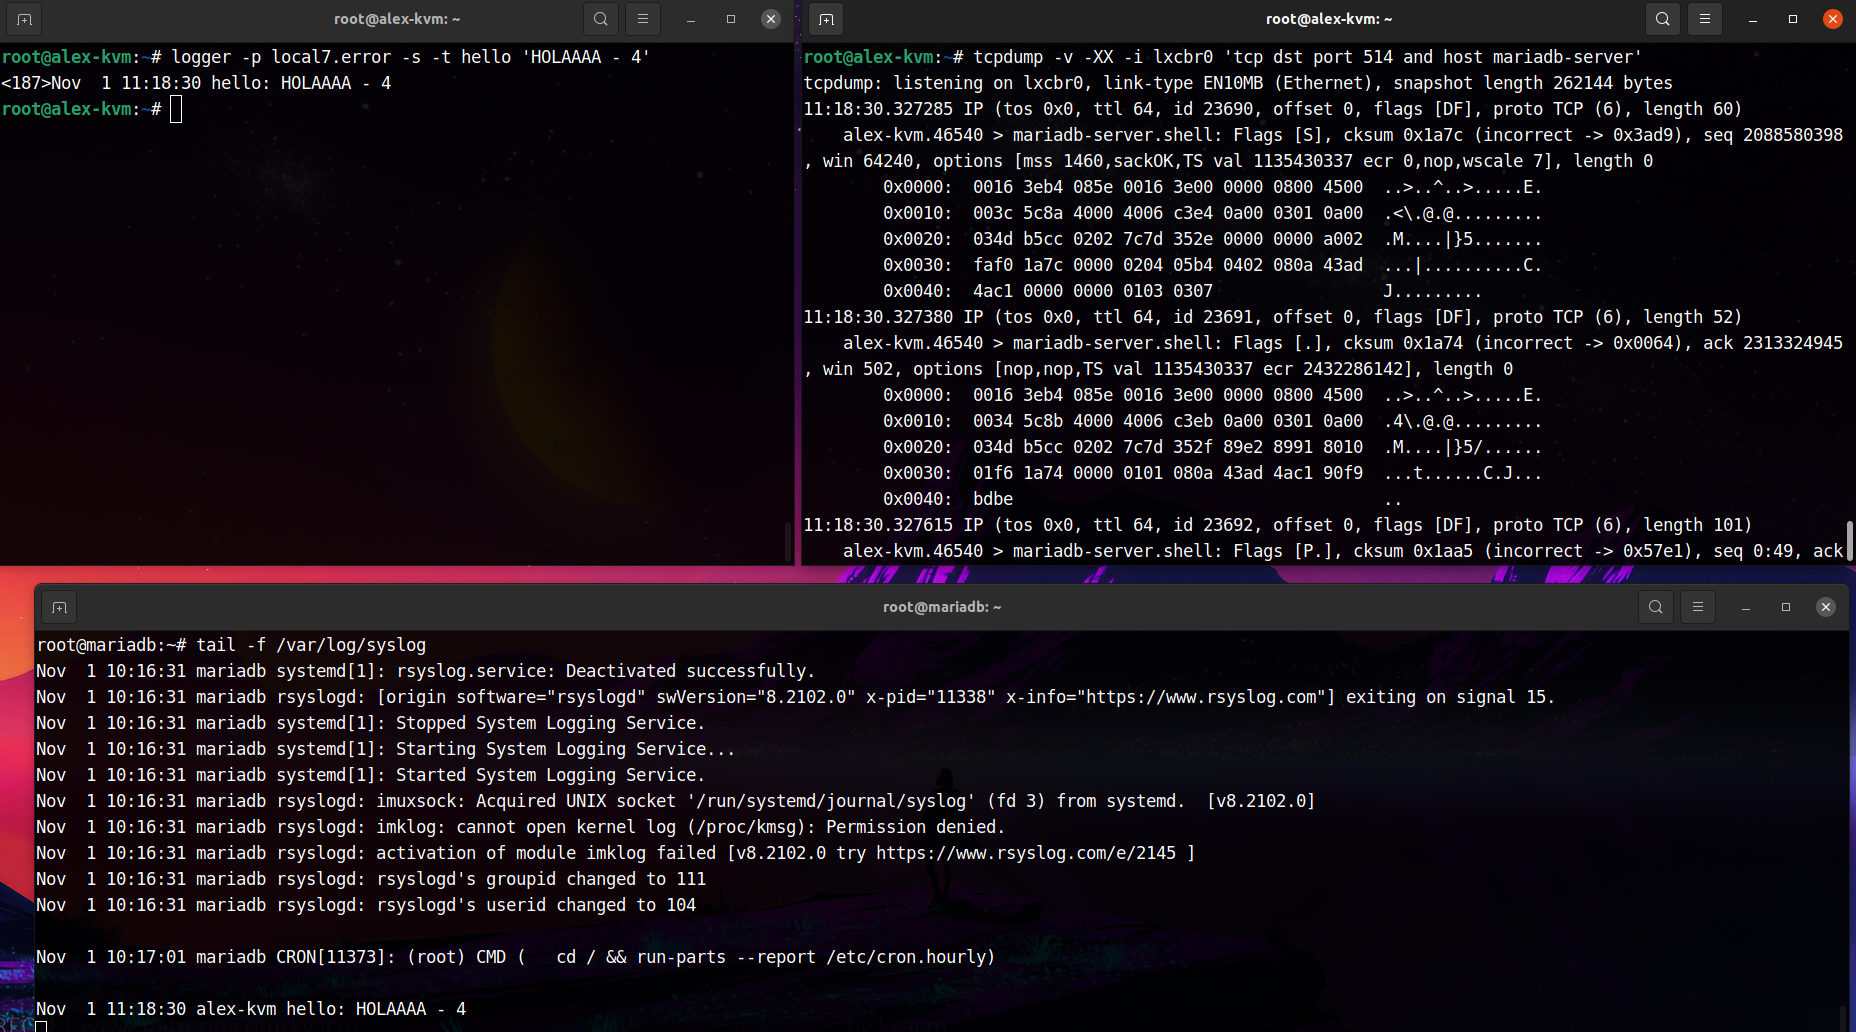 root@alex-kvm: ~
root@alex-kvm:~# logger -p local7.error -s -t hello 'HOLAAAA - 4'
<187>Nov  1 11:18:30 hello: HOLAAAA - 4
root@alex-kvm:~#
root@alex-kvm: ~
root@alex-kvm:~# tcpdump -v -XX -i lxcbr0 'tcp dst port 514 and host mariadb-server'
tcpdump: listening on lxcbr0, link-type EN10MB (Ethernet), snapshot length 262144 bytes
11:18:30.327285 IP (tos 0x0, ttl 64, id 23690, offset 0, flags [DF], proto TCP (6), length 60)
    alex-kvm.46540 > mariadb-server.shell: Flags [S], cksum 0x1a7c (incorrect -> 0x3ad9), seq 2088580398
, win 64240, options [mss 1460,sackOK,TS val 1135430337 ecr 0,nop,wscale 7], length 0
        0x0000:  0016 3eb4 085e 0016 3e00 0000 0800 4500  ..>..^..>.....E.
        0x0010:  003c 5c8a 4000 4006 c3e4 0a00 0301 0a00  .<\.@.@.........
        0x0020:  034d b5cc 0202 7c7d 352e 0000 0000 a002  .M....|}5.......
        0x0030:  faf0 1a7c 0000 0204 05b4 0402 080a 43ad  ...|..........C.
        0x0040:  4ac1 0000 0000 0103 0307                 J.........
11:18:30.327380 IP (tos 0x0, ttl 64, id 23691, offset 0, flags [DF], proto TCP (6), length 52)
    alex-kvm.46540 > mariadb-server.shell: Flags [.], cksum 0x1a74 (incorrect -> 0x0064), ack 2313324945
, win 502, options [nop,nop,TS val 1135430337 ecr 2432286142], length 0
        0x0000:  0016 3eb4 085e 0016 3e00 0000 0800 4500  ..>..^..>.....E.
        0x0010:  0034 5c8b 4000 4006 c3eb 0a00 0301 0a00  .4\.@.@.........
        0x0020:  034d b5cc 0202 7c7d 352f 89e2 8991 8010  .M....|}5/......
        0x0030:  01f6 1a74 0000 0101 080a 43ad 4ac1 90f9  ...t......C.J...
        0x0040:  bdbe                                     ..
11:18:30.327615 IP (tos 0x0, ttl 64, id 23692, offset 0, flags [DF], proto TCP (6), length 101)
    alex-kvm.46540 > mariadb-server.shell: Flags [P.], cksum 0x1aa5 (incorrect -> 0x57e1), seq 0:49, ack
root@mariadb: ~
root@mariadb:~# tail -f /var/log/syslog
Nov  1 10:16:31 mariadb systemd[1]: rsyslog.service: Deactivated successfully.
Nov  1 10:16:31 mariadb rsyslogd: [origin software="rsyslogd" swVersion="8.2102.0" x-pid="11338" x-info="https://www.rsyslog.com"] exiting on signal 15.
Nov  1 10:16:31 mariadb systemd[1]: Stopped System Logging Service.
Nov  1 10:16:31 mariadb systemd[1]: Starting System Logging Service...
Nov  1 10:16:31 mariadb systemd[1]: Started System Logging Service.
Nov  1 10:16:31 mariadb rsyslogd: imuxsock: Acquired UNIX socket '/run/systemd/journal/syslog' (fd 3) from systemd.  [v8.2102.0]
Nov  1 10:16:31 mariadb rsyslogd: imklog: cannot open kernel log (/proc/kmsg): Permission denied.
Nov  1 10:16:31 mariadb rsyslogd: activation of module imklog failed [v8.2102.0 try https://www.rsyslog.com/e/2145 ]
Nov  1 10:16:31 mariadb rsyslogd: rsyslogd's groupid changed to 111
Nov  1 10:16:31 mariadb rsyslogd: rsyslogd's userid changed to 104
Nov  1 10:17:01 mariadb CRON[11373]: (root) CMD (   cd / && run-parts --report /etc/cron.hourly)
Nov  1 11:18:30 alex-kvm hello: HOLAAAA - 4